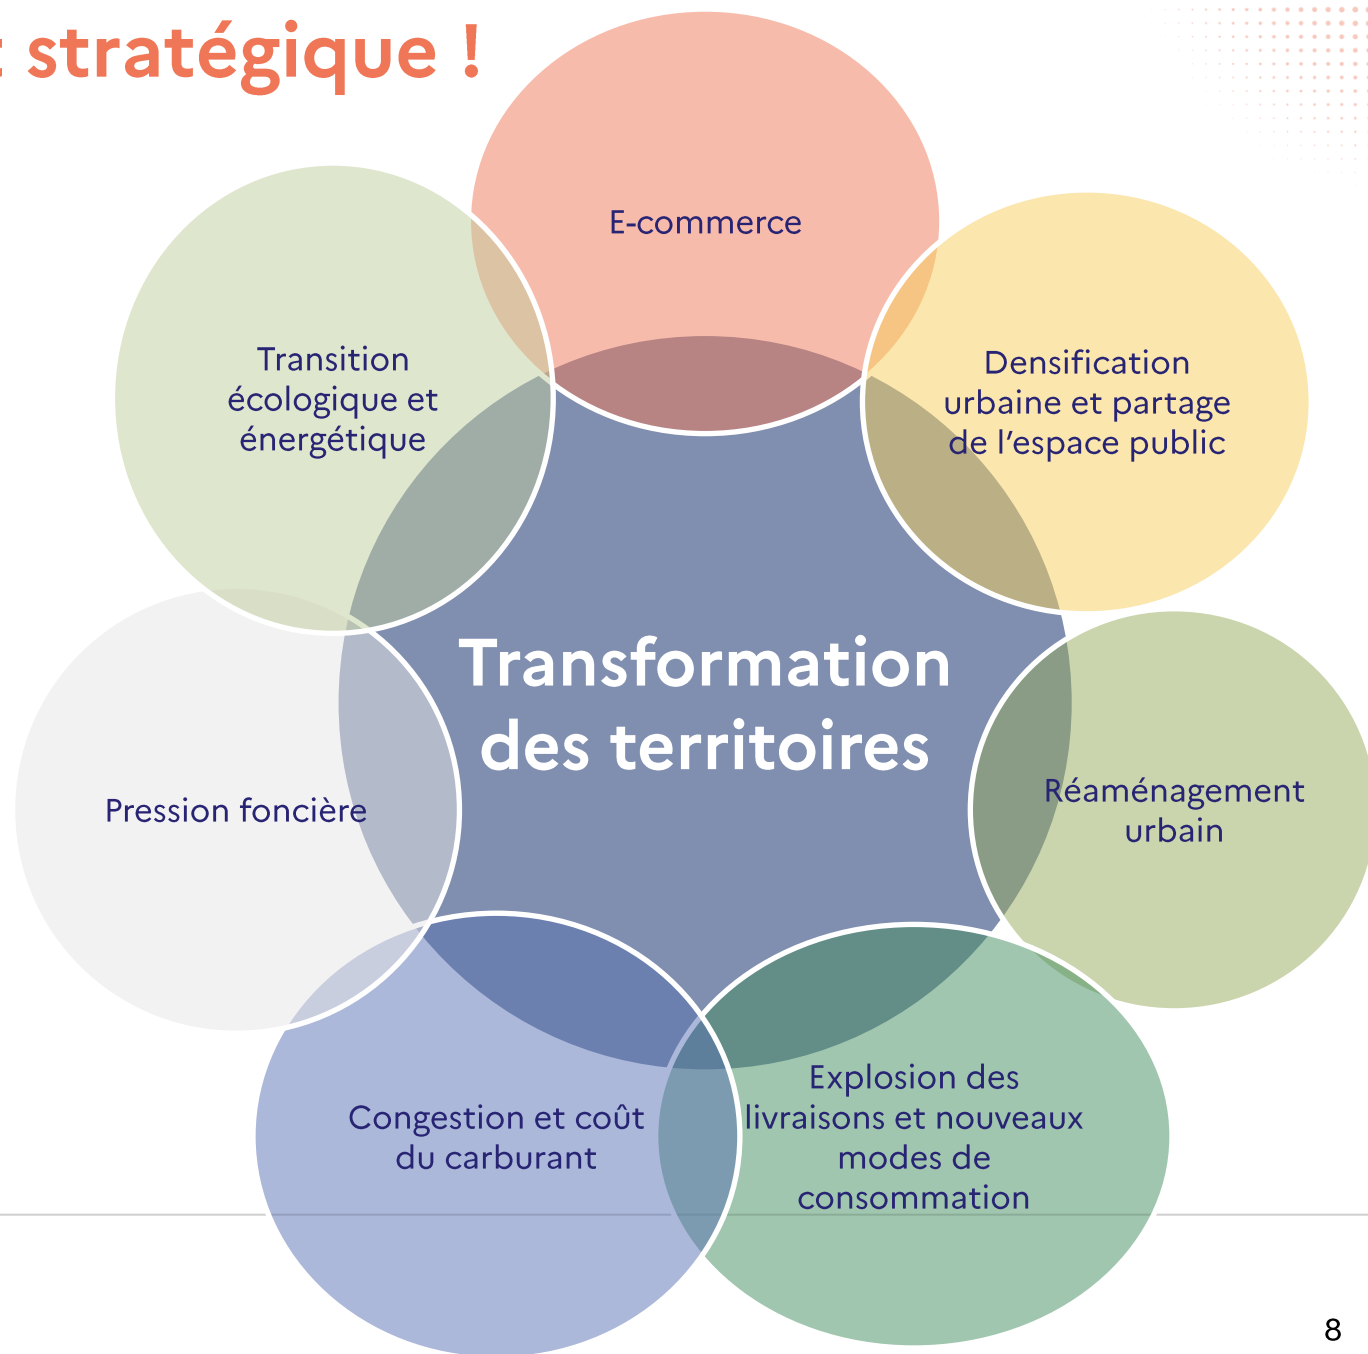 stratégique !
E-commerce
Densification
urbaine et partage
de l'espace public
Transition
écologique et
énergétique
Transformation
des territoires
Réaménagement
urbain
Pression foncière
Explosion des
livraisons et nouveaux
modes de
consommation
Congestion et coût
du carburant
8